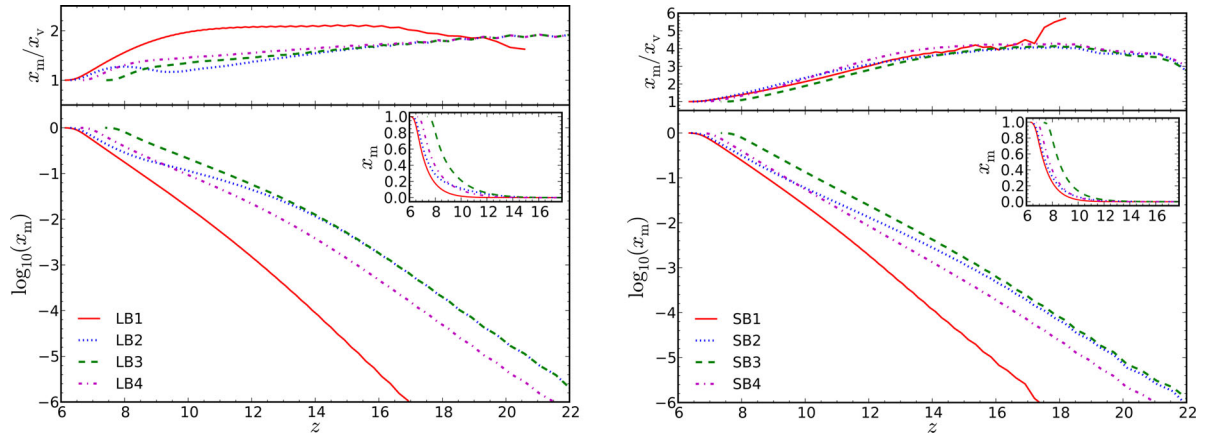 x_m/x_v
2
1
log₁₀(x_m)
0
−1
−2
−3
−4
−5
−6
x_m
1.0
0.8
0.6
0.4
0.2
0.0
6 8 10 12 14 16
LB1
LB2
LB3
LB4
6 8 10 12 14 16 18 20 22
z
x_m/x_v
6
5
4
3
2
1
log₁₀(x_m)
0
−1
−2
−3
−4
−5
−6
x_m
1.0
0.8
0.6
0.4
0.2
0.0
6 8 10 12 14 16
SB1
SB2
SB3
SB4
6 8 10 12 14 16 18 20 22
z